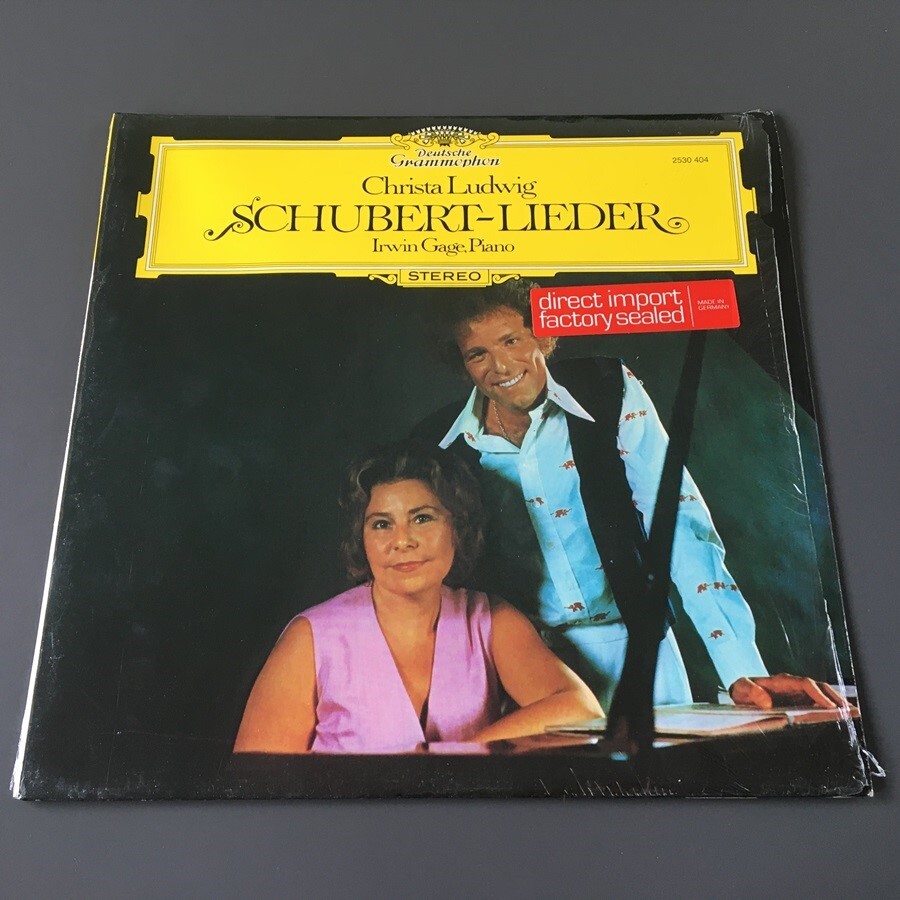 Deutsche
Grammophon
2530 404
Christa Ludwig
SCHUBERT-LIEDER
Irwin Gage, Piano
STEREO
direct import
factory sealed
MADE IN
GERMANY